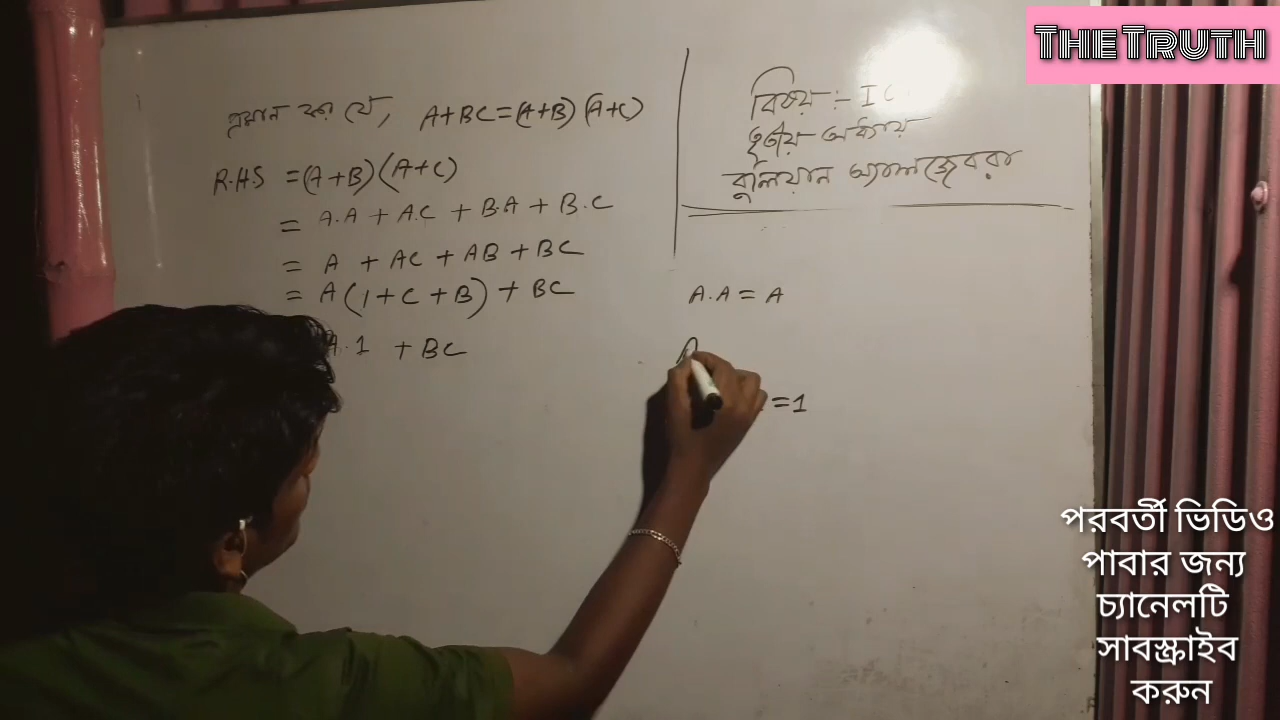 প্রমান কর যে, A+BC=(A+B)(A+C)
R.H.S = (A+B)(A+C)
= A.A + A.C + B.A + B.C
= A + AC + AB + BC
= A(1+C+B) + BC
A.1 + BC
বিষয় :- IC
তৃতীয় অধ্যায়
বুলিয়ান অ্যালজেবরা
A.A = A
=1
THE TRUTH
পরবর্তী ভিডিও
পাবার জন্য
চ্যানেলটি
সাবস্ক্রাইব
করুন